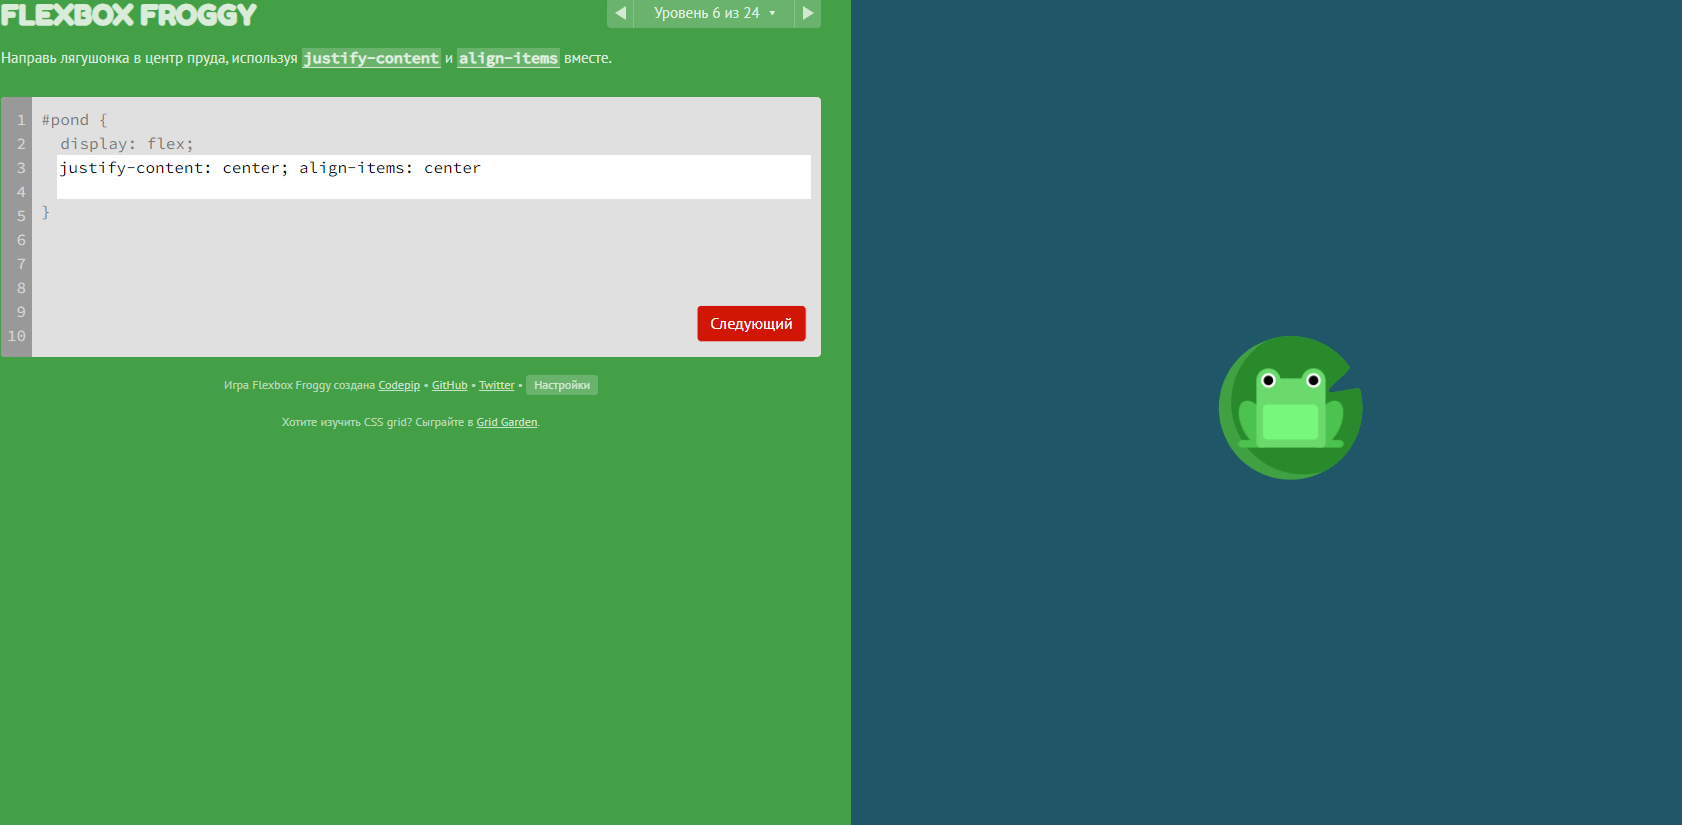 FLEXBOX FROGGY
Уровень 6 из 24
Направь лягушонка в центр пруда, используя justify-content и align-items вместе.
1 #pond {
2 display: flex;
3 justify-content: center; align-items: center
4
5 }
6
7
8
9
10
Следующий
Игра Flexbox Froggy создана Codepip • GitHub • Twitter • Настройки
Хотите изучить CSS grid? Сыграйте в Grid Garden.